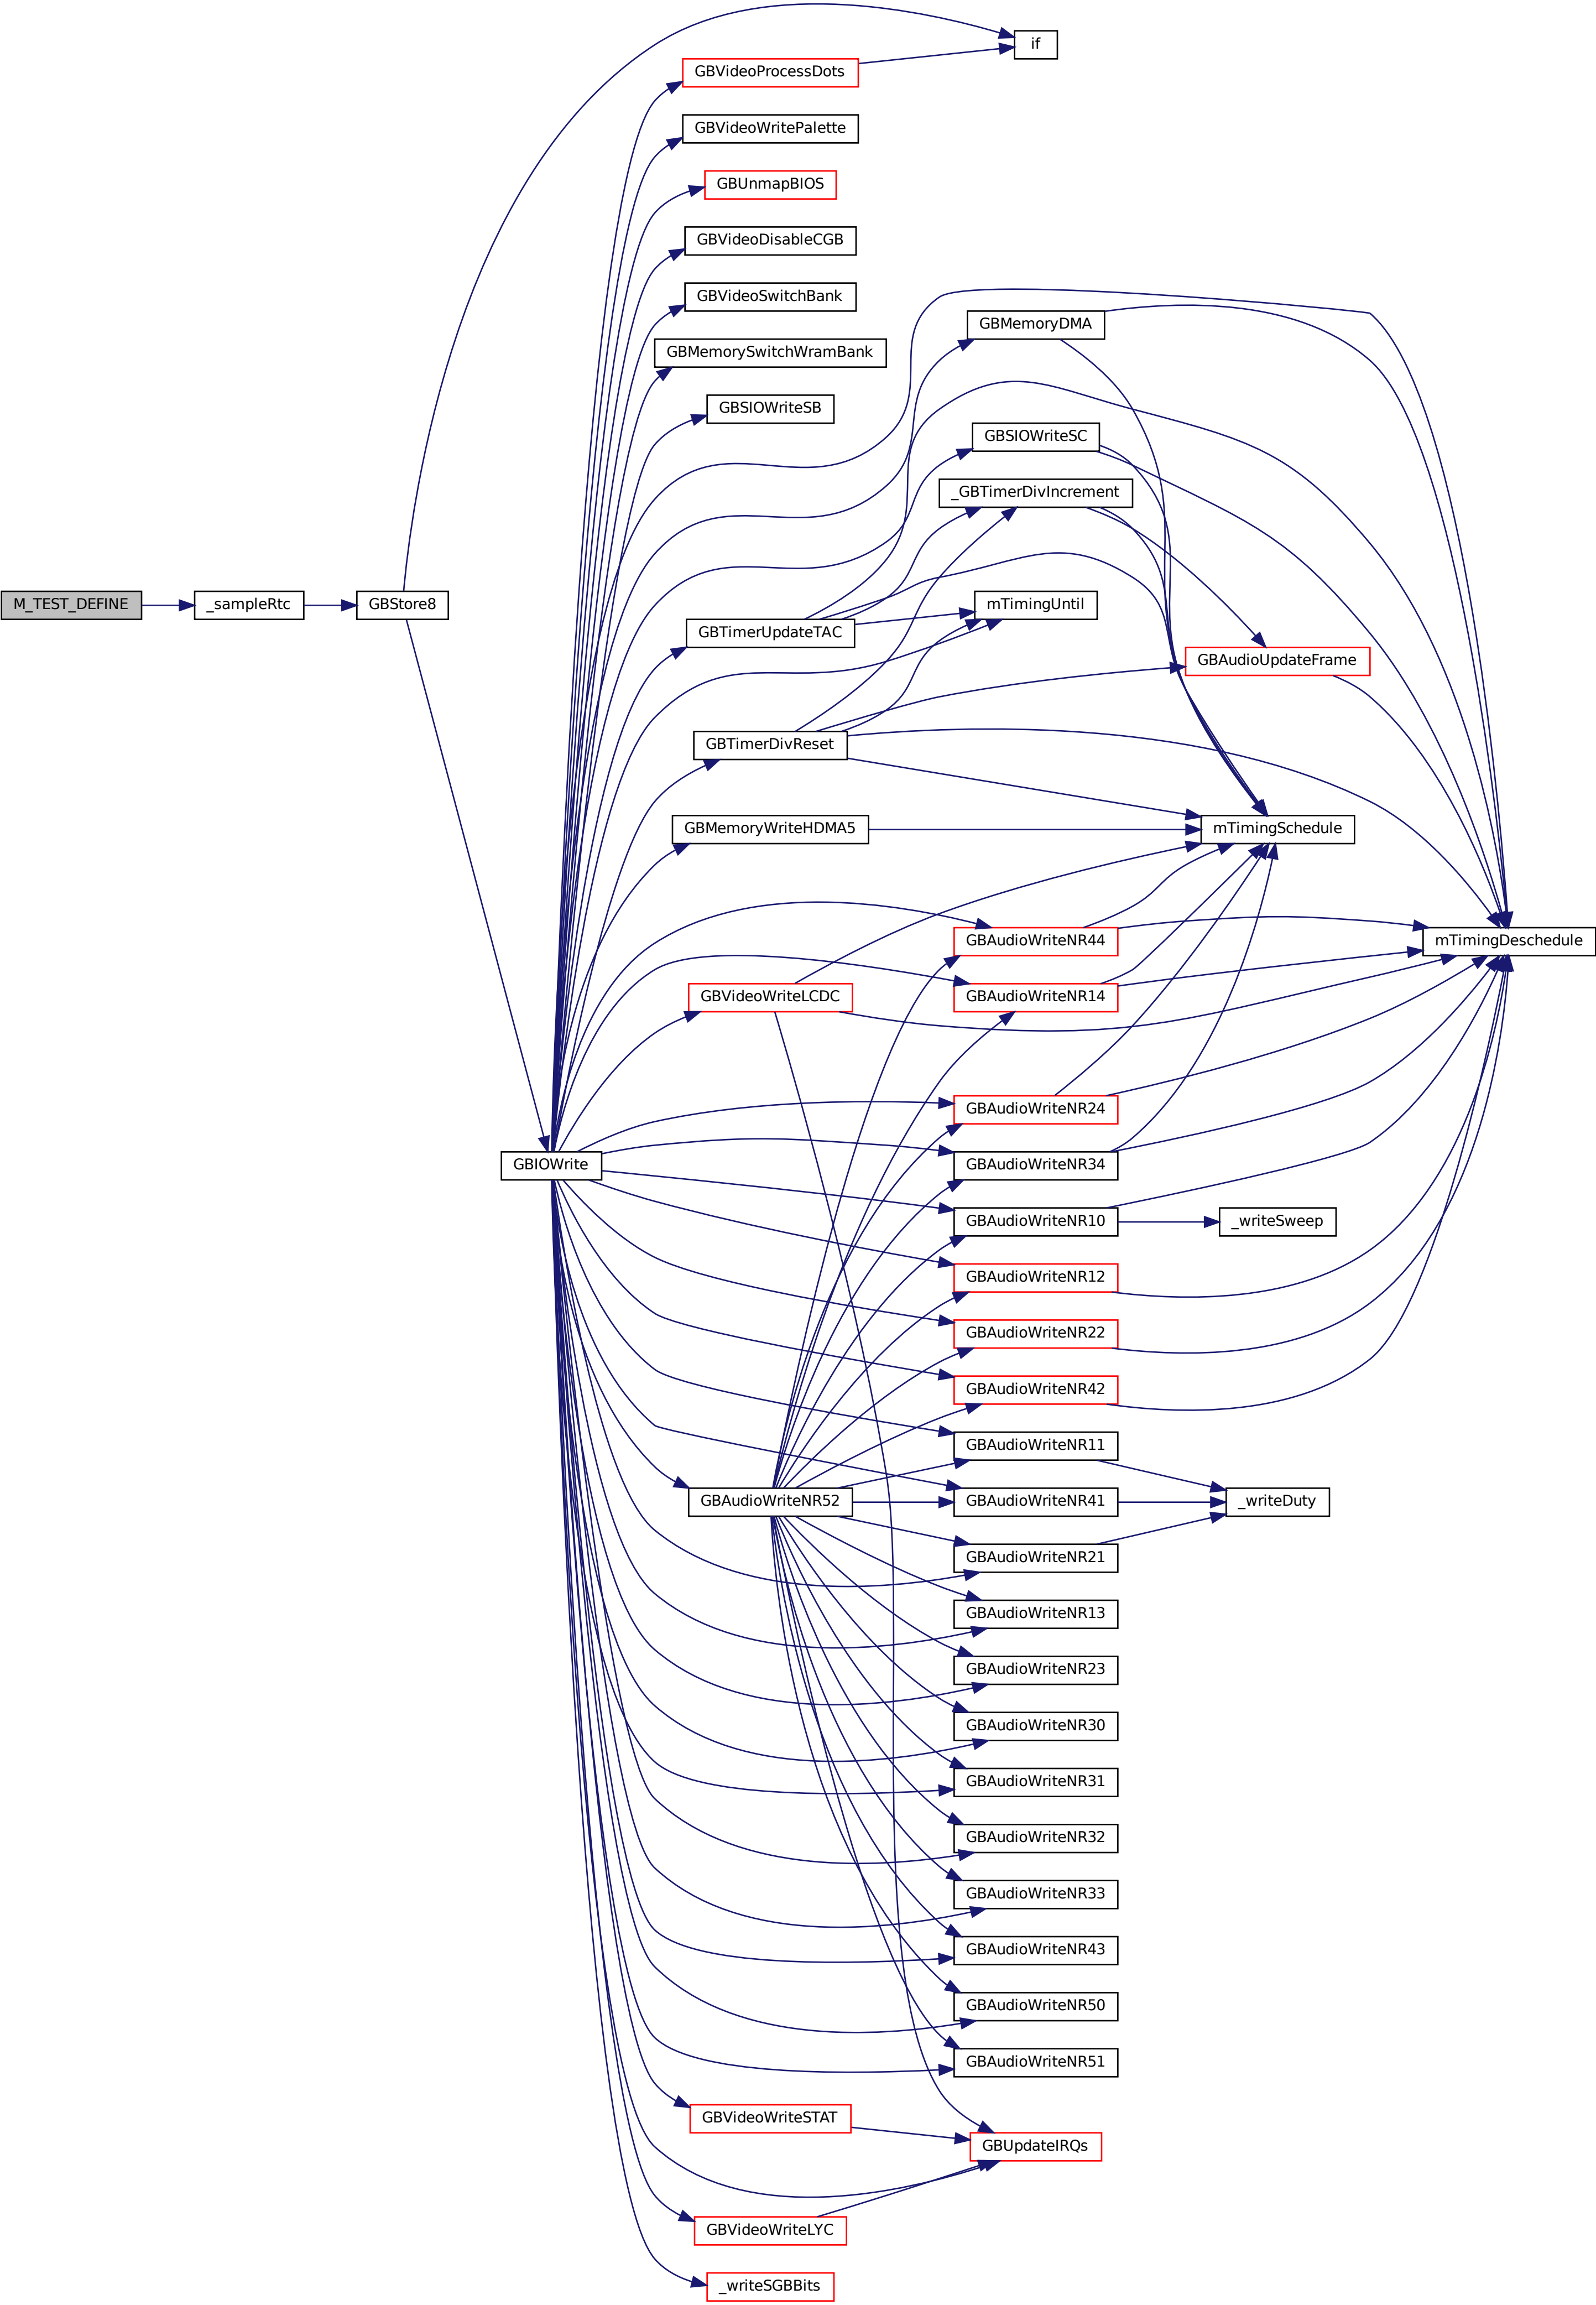 if
GBVideoProcessDots
GBVideoWritePalette
GBUnmapBIOS
GBVideoDisableCGB
GBVideoSwitchBank
GBMemoryDMA
GBMemorySwitchWramBank
GBSIOWriteSB
GBSIOWriteSC
_GBTimerDivIncrement
M_TEST_DEFINE
_sampleRtc
GBStore8
mTimingUntil
GBTimerUpdateTAC
GBAudioUpdateFrame
GBTimerDivReset
GBMemoryWriteHDMA5
mTimingSchedule
GBAudioWriteNR44
mTimingDeschedule
GBVideoWriteLCDC
GBAudioWriteNR14
GBAudioWriteNR24
GBIOWrite
GBAudioWriteNR34
GBAudioWriteNR10
_writeSweep
GBAudioWriteNR12
GBAudioWriteNR22
GBAudioWriteNR42
GBAudioWriteNR11
GBAudioWriteNR52
GBAudioWriteNR41
_writeDuty
GBAudioWriteNR21
GBAudioWriteNR13
GBAudioWriteNR23
GBAudioWriteNR30
GBAudioWriteNR31
GBAudioWriteNR32
GBAudioWriteNR33
GBAudioWriteNR43
GBAudioWriteNR50
GBAudioWriteNR51
GBVideoWriteSTAT
GBUpdateIRQs
GBVideoWriteLYC
_writeSGBBits